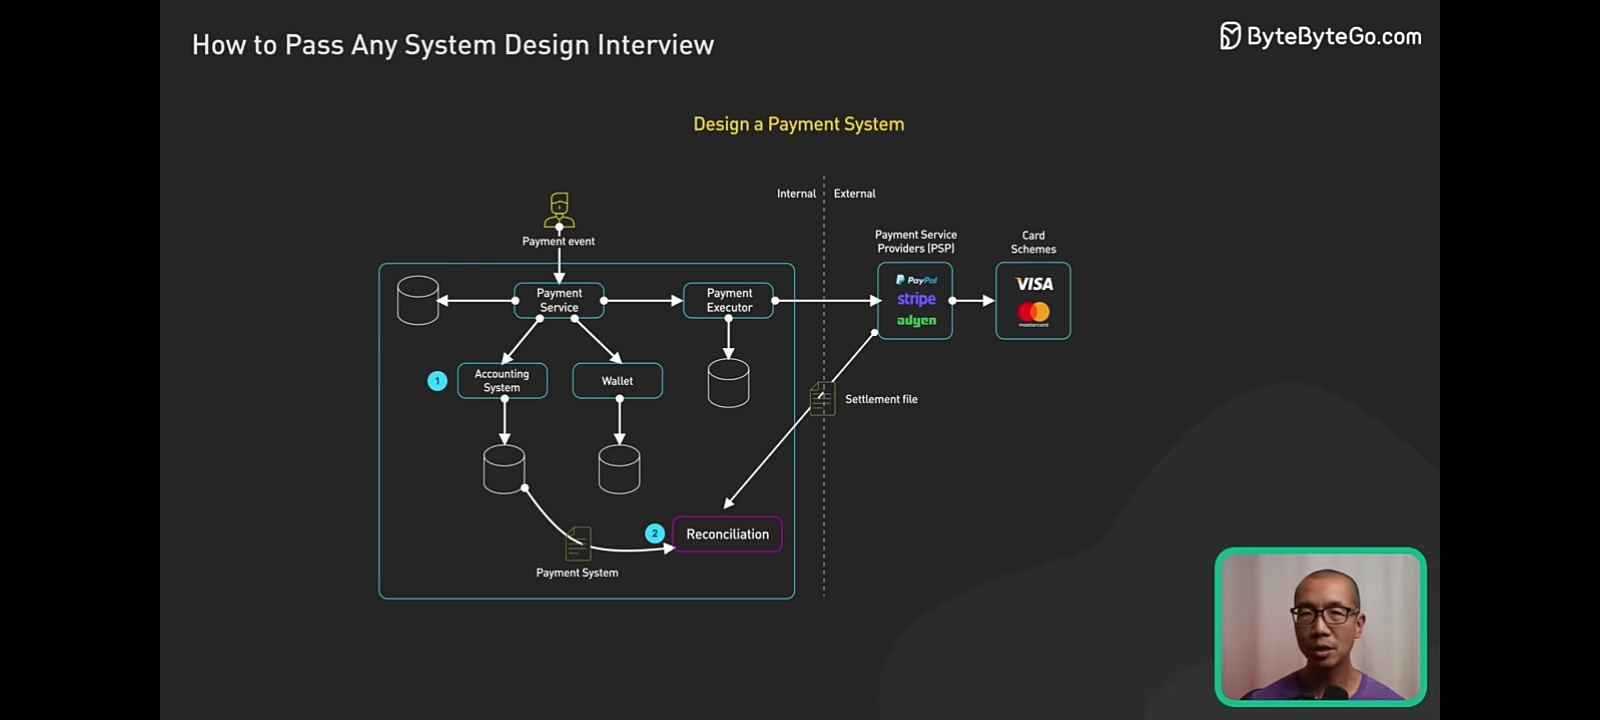 How to Pass Any System Design Interview
ByteByteGo.com
Design a Payment System
Internal
External
Payment event
Payment Service
Providers (PSP)
Card
Schemes
Payment
Service
Payment
Executor
PayPal
stripe
adyen
VISA
mastercard
1
Accounting
System
Wallet
Settlement file
2
Reconciliation
Payment System